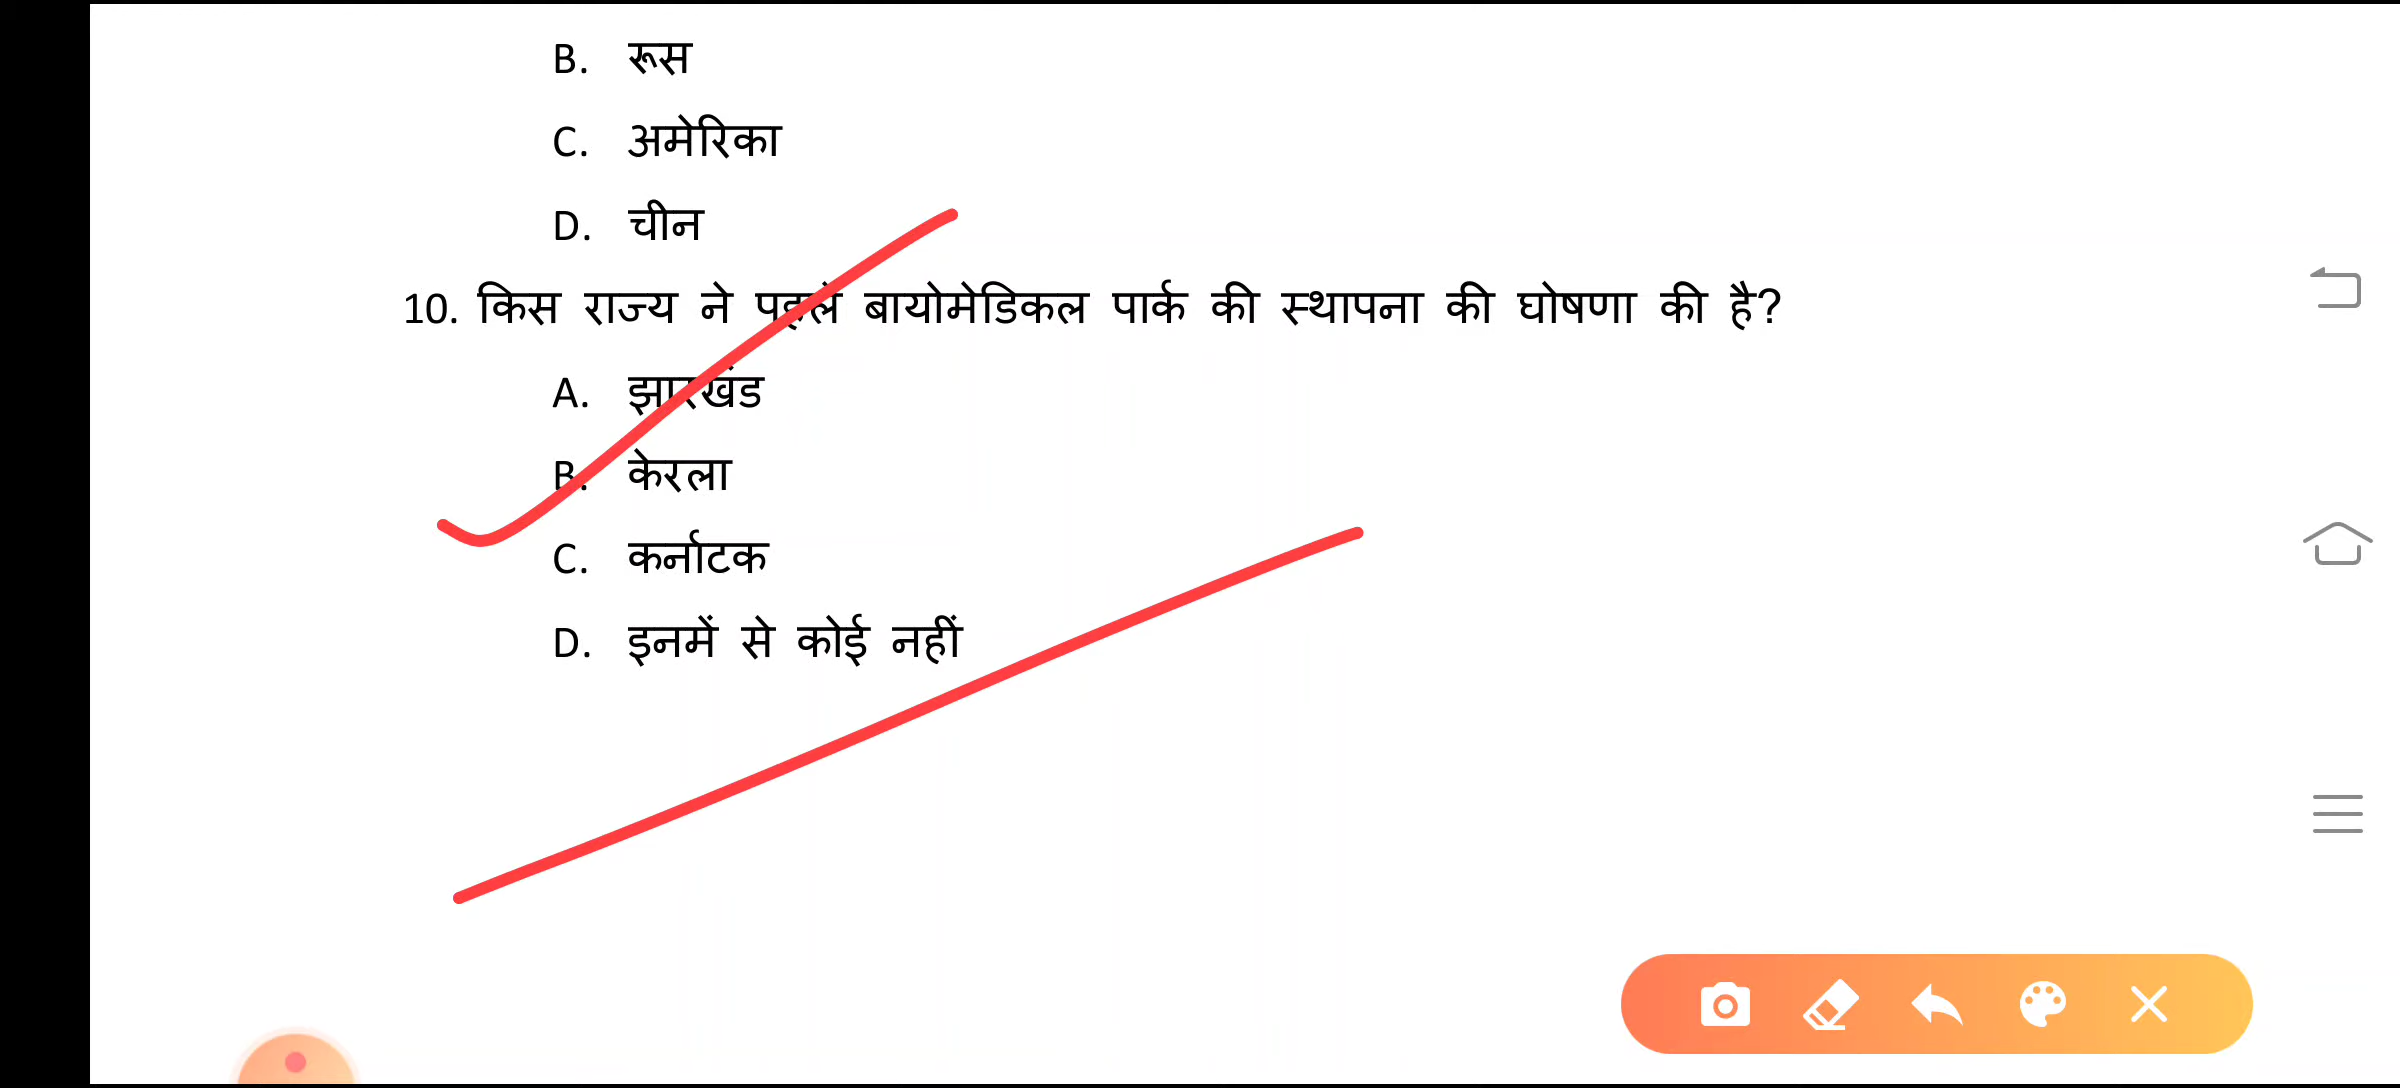 B. रूस
C. अमेरिका
D. चीन
10. किस राज्य ने पहले बायोमेडिकल पार्क की स्थापना की घोषणा की है?
A. झारखंड
B. केरला
C. कर्नाटक
D. इनमें से कोई नहीं